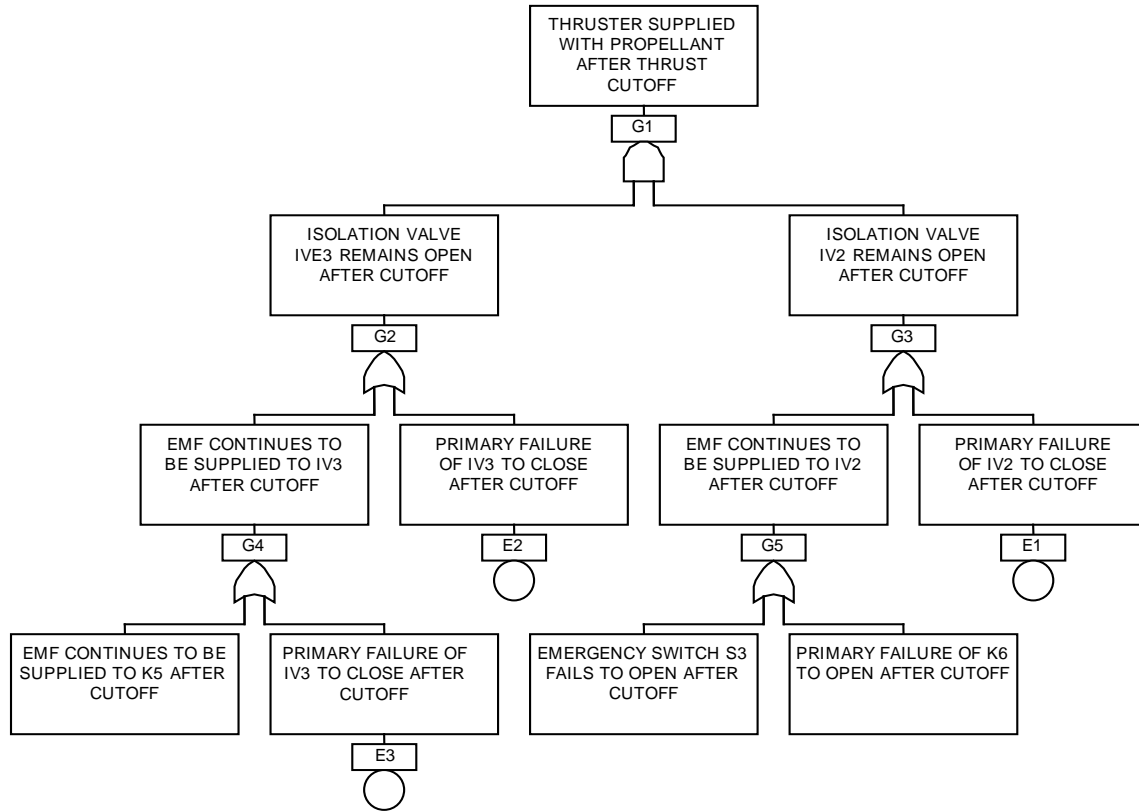 THRUSTER SUPPLIED
WITH PROPELLANT
AFTER THRUST
CUTOFF
G1
ISOLATION VALVE
IVE3 REMAINS OPEN
AFTER CUTOFF
ISOLATION VALVE
IV2 REMAINS OPEN
AFTER CUTOFF
G2
G3
EMF CONTINUES TO
BE SUPPLIED TO IV3
AFTER CUTOFF
PRIMARY FAILURE
OF IV3 TO CLOSE
AFTER CUTOFF
EMF CONTINUES TO
BE SUPPLIED TO IV2
AFTER CUTOFF
PRIMARY FAILURE
OF IV2 TO CLOSE
AFTER CUTOFF
G4
E2
G5
E1
EMF CONTINUES TO BE
SUPPLIED TO K5 AFTER
CUTOFF
PRIMARY FAILURE OF
IV3 TO CLOSE AFTER
CUTOFF
EMERGENCY SWITCH S3
FAILS TO OPEN AFTER
CUTOFF
PRIMARY FAILURE OF K6
TO OPEN AFTER CUTOFF
E3